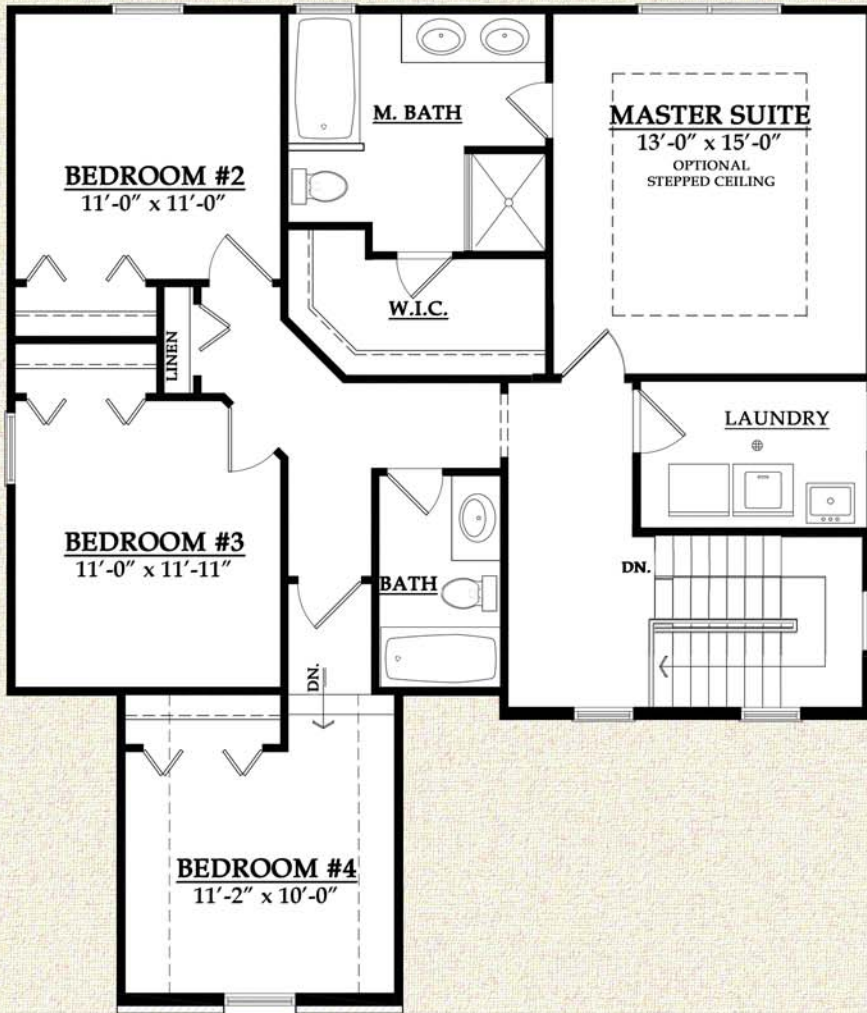 M. BATH
MASTER SUITE
13'-0" x 15'-0"
OPTIONAL
STEPPED CEILING
BEDROOM #2
11'-0" x 11'-0"
W.I.C.
LINEN
LAUNDRY
BEDROOM #3
11'-0" x 11'-11"
BATH
DN.
DN.
BEDROOM #4
11'-2" x 10'-0"